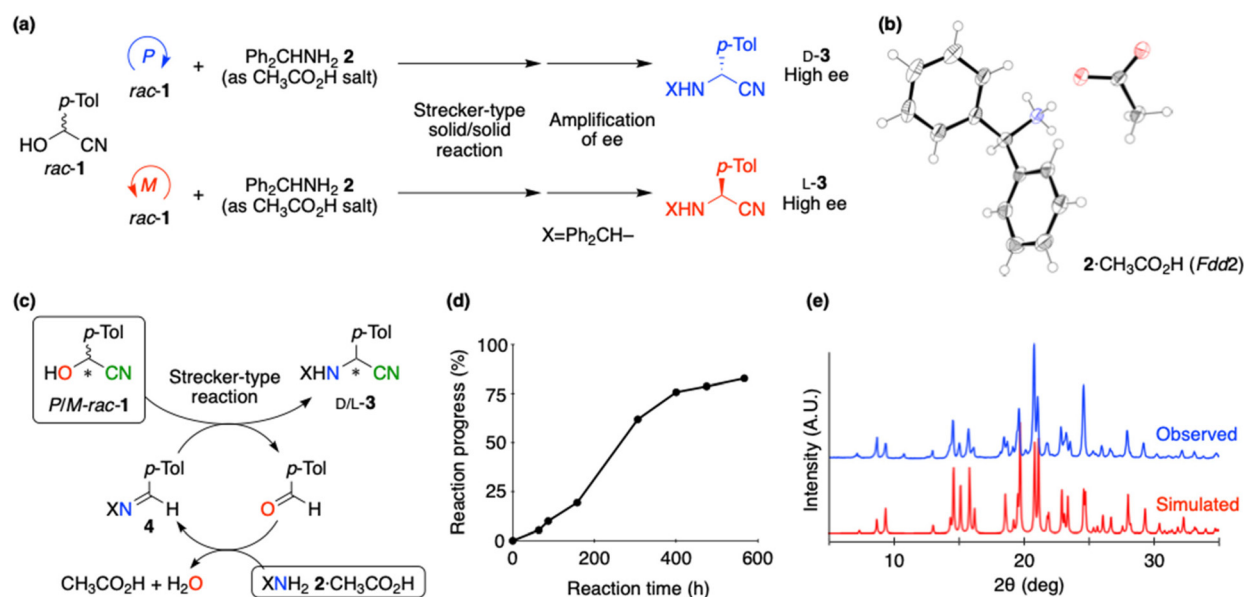 (a)
P
rac-1
+
Ph₂CHNH₂ 2
(as CH₃CO₂H salt)
p-Tol
XHN
CN
D-3
High ee
p-Tol
HO
CN
rac-1
Strecker-type
solid/solid
reaction
Amplification
of ee
M
rac-1
+
Ph₂CHNH₂ 2
(as CH₃CO₂H salt)
X=Ph₂CH–
p-Tol
XHN
CN
L-3
High ee
(b)
2·CH₃CO₂H (Fdd2)
(c)
p-Tol
HO
*
CN
P/M-rac-1
Strecker-type
reaction
p-Tol
XHN
*
CN
D/L-3
p-Tol
XN
H
4
p-Tol
O
H
CH₃CO₂H + H₂O
XNH₂ 2·CH₃CO₂H
(d)
Reaction progress (%)
100
75
50
25
0
0
200
400
600
Reaction time (h)
(e)
Intensity (A. U.)
Observed
Simulated
10
20
30
2θ (deg)